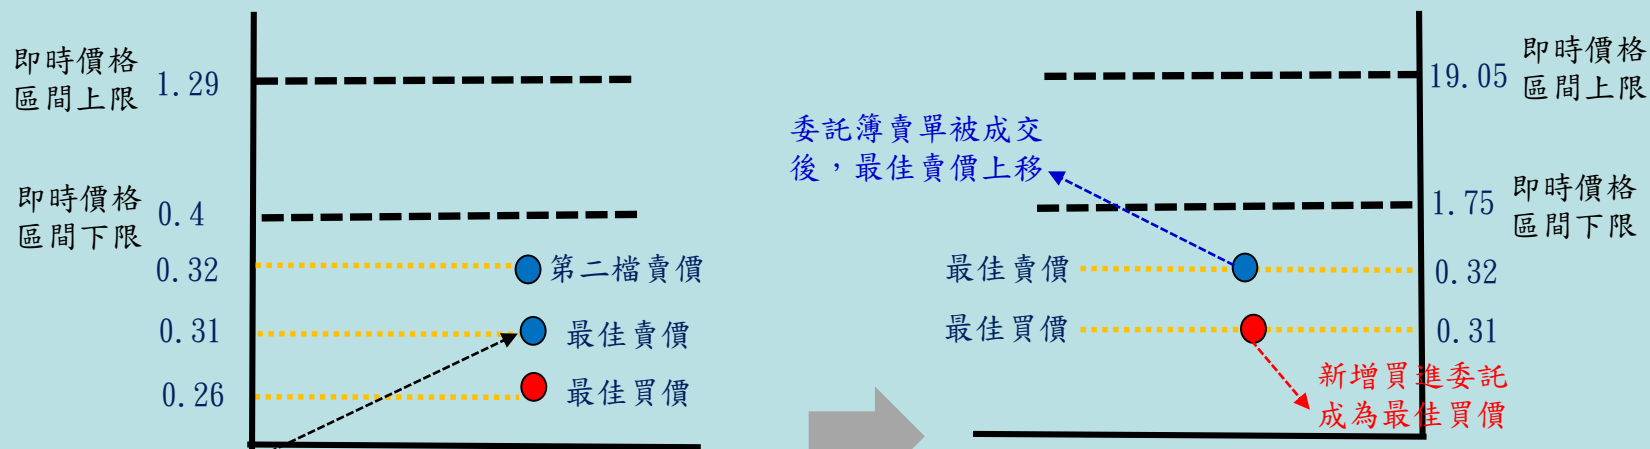 即時價格
區間上限
1.29
即時價格
區間下限
0.4
0.32
第二檔賣價
0.31
最佳賣價
0.26
最佳買價
即時價格
區間上限
19.05
委託簿賣單被成交
後，最佳賣價上移
即時價格
區間下限
1.75
最佳賣價
0.32
最佳買價
0.31
新增買進委託
成為最佳買價